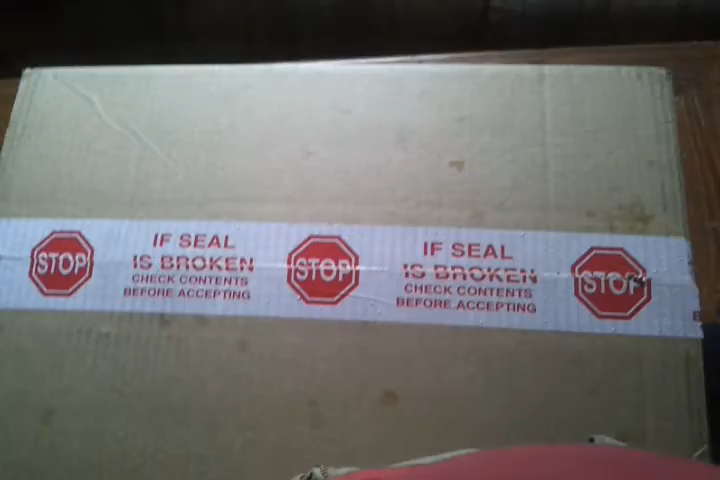 STOP
IF SEAL
IS BROKEN
CHECK CONTENTS
BEFORE ACCEPTING
STOP
IF SEAL
IS BROKEN
CHECK CONTENTS
BEFORE ACCEPTING
STOP